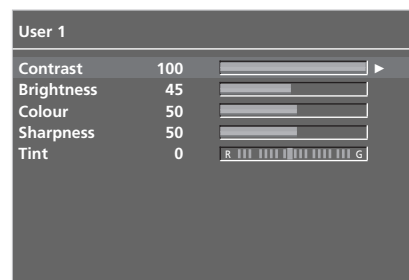 User 1
Contrast 100
Brightness 45
Colour 50
Sharpness 50
Tint 0 R G